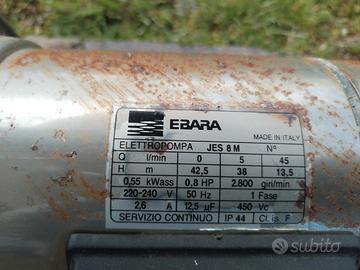 EBARA
MADE IN ITALY
ELETTROPOMPA JES 8 M N°
Q l/min 0 5 45
H m 42,5 38 13,5
0,55 kWass 0,8 HP 2.800 giri/min
220-240 V 50 Hz 1 Fase
2,6 A 12,5 µF 450 Vc
SERVIZIO CONTINUO IP 44 Cl. is. F
subito